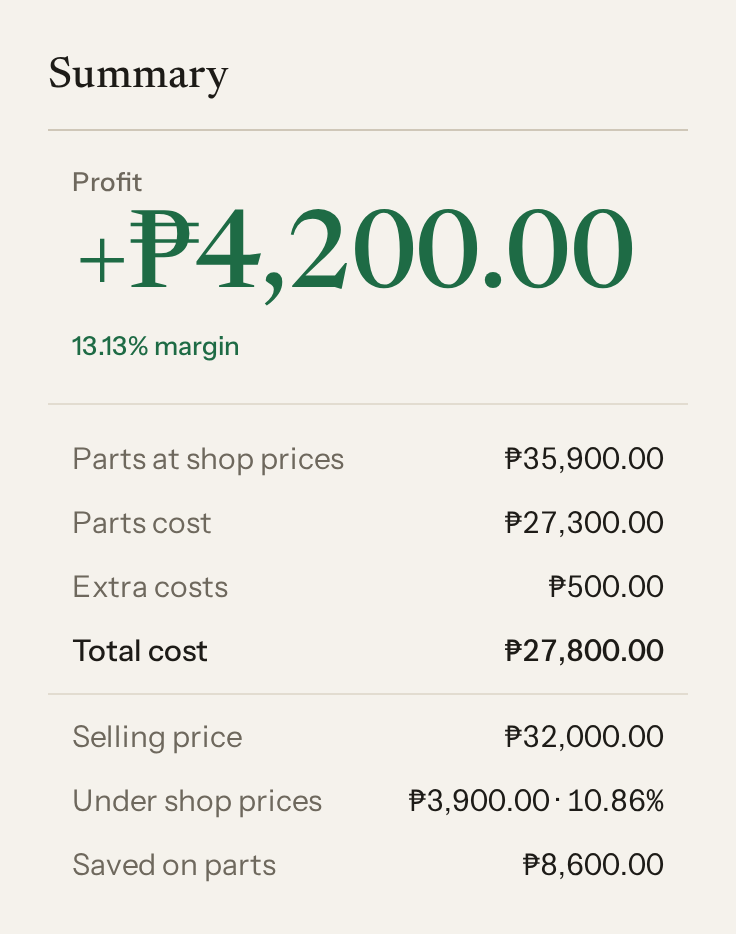 Summary
Profit
+₱4,200.00
13.13% margin
Parts at shop prices ₱35,900.00
Parts cost ₱27,300.00
Extra costs ₱500.00
Total cost ₱27,800.00
Selling price ₱32,000.00
Under shop prices ₱3,900.00 · 10.86%
Saved on parts ₱8,600.00